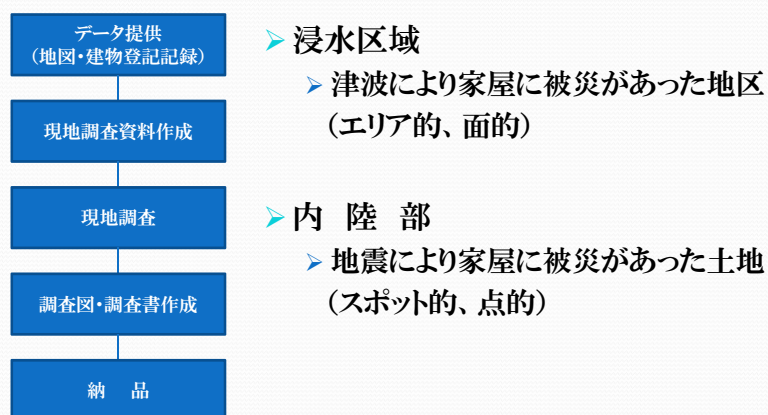 データ提供
(地図・建物登記記録)
現地調査資料作成
現地調査
調査図・調査書作成
納　品
➢ 浸水区域
➢ 津波により家屋に被災があった地区
(エリア的、面的)
➢ 内　陸　部
➢ 地震により家屋に被災があった土地
(スポット的、点的)